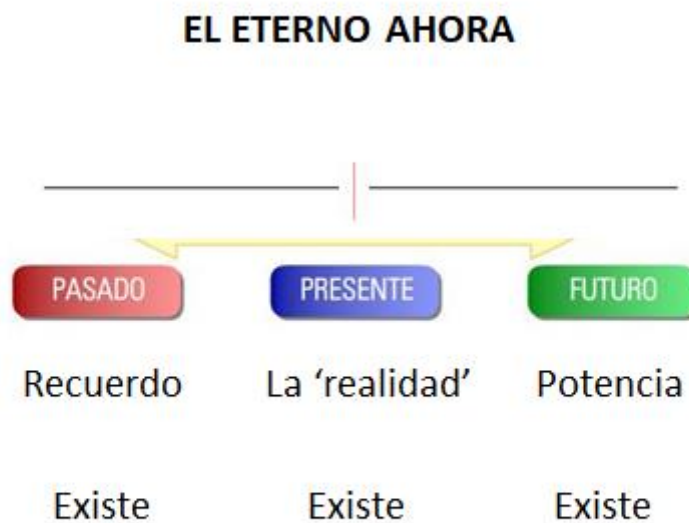 EL ETERNO AHORA
PASADO PRESENTE FUTURO
Recuerdo La ‘realidad’ Potencia
Existe Existe Existe